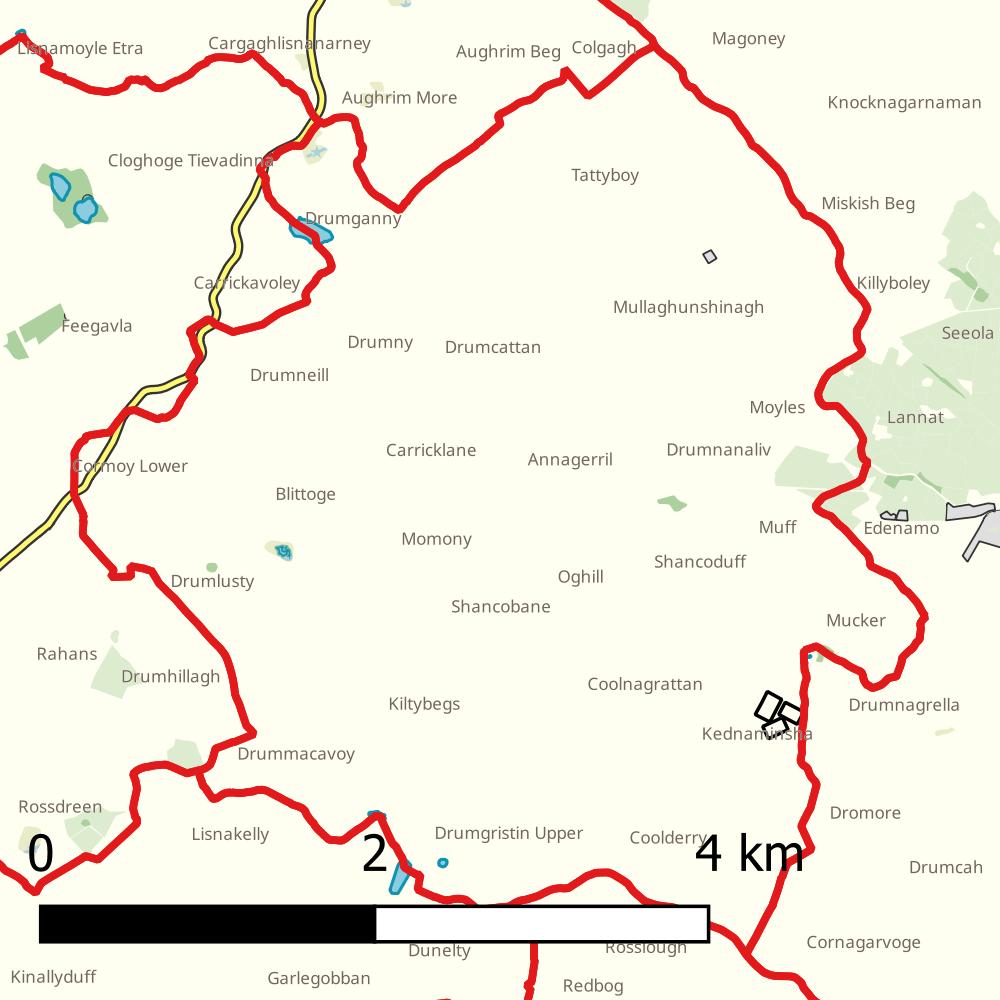 Magoney
Cargaghlisnanarney
Lisnamoyle Etra
Colgagh
Aughrim Beg
Aughrim More
Knocknagarnaman
Cloghoge Tievadinna
Tattyboy
Miskish Beg
Drumganny
Carrickavoley
Killyboley
Mullaghunshinagh
Feegavla
Seeola
Drumny
Drumcattan
Drumneill
Moyles
Lannat
Carricklane
Drumnanaliv
Annagerril
Cormoy Lower
Blittoge
Muff
Edenamo
Momony
Shancoduff
Oghill
Drumlusty
Shancobane
Mucker
Rahans
Drumhillagh
Coolnagrattan
Kiltybegs
Drumnagrella
Kednaminsha
Drummacavoy
Rossdreen
Dromore
Lisnakelly
Drumgristin Upper
Coolderry
0 2 4 km
Drumcah
Cornagarvoge
Dunelty
Rosslough
Kinallyduff
Garlegobban
Redbog